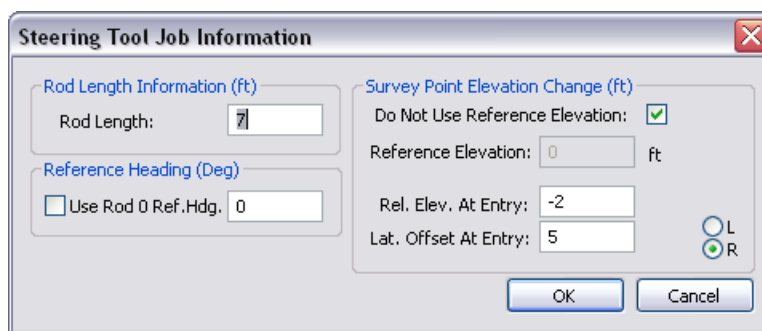 Steering Tool Job Information
Rod Length Information (ft)
Rod Length: 7
Reference Heading (Deg)
Use Rod 0 Ref.Hdg. 0
Survey Point Elevation Change (ft)
Do Not Use Reference Elevation:
Reference Elevation: 0 ft
Rel. Elev. At Entry: -2
Lat. Offset At Entry: 5
L
R
OK Cancel